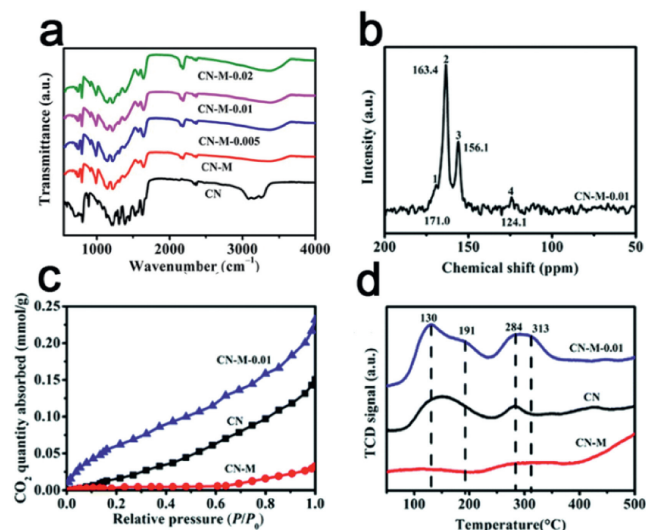 a
CN-M-0.02
CN-M-0.01
CN-M-0.005
CN-M
CN
Transmittance (a.u.)
1000 2000 3000 4000
Wavenumber (cm⁻¹)
b
2
163.4
3
156.1
1
171.0
4
124.1
CN-M-0.01
Intensity (a.u.)
200 150 100 50
Chemical shift (ppm)
c
0.25
0.20
0.15
0.10
0.05
0.00
CN-M-0.01
CN
CN-M
CO₂ quantity absorbed (mmol/g)
0.0 0.2 0.4 0.6 0.8 1.0
Relative pressure (P/P₀)
d
130 191 284 313
CN-M-0.01
CN
CN-M
TCD signal (a.u.)
100 200 300 400 500
Temperature(°C)